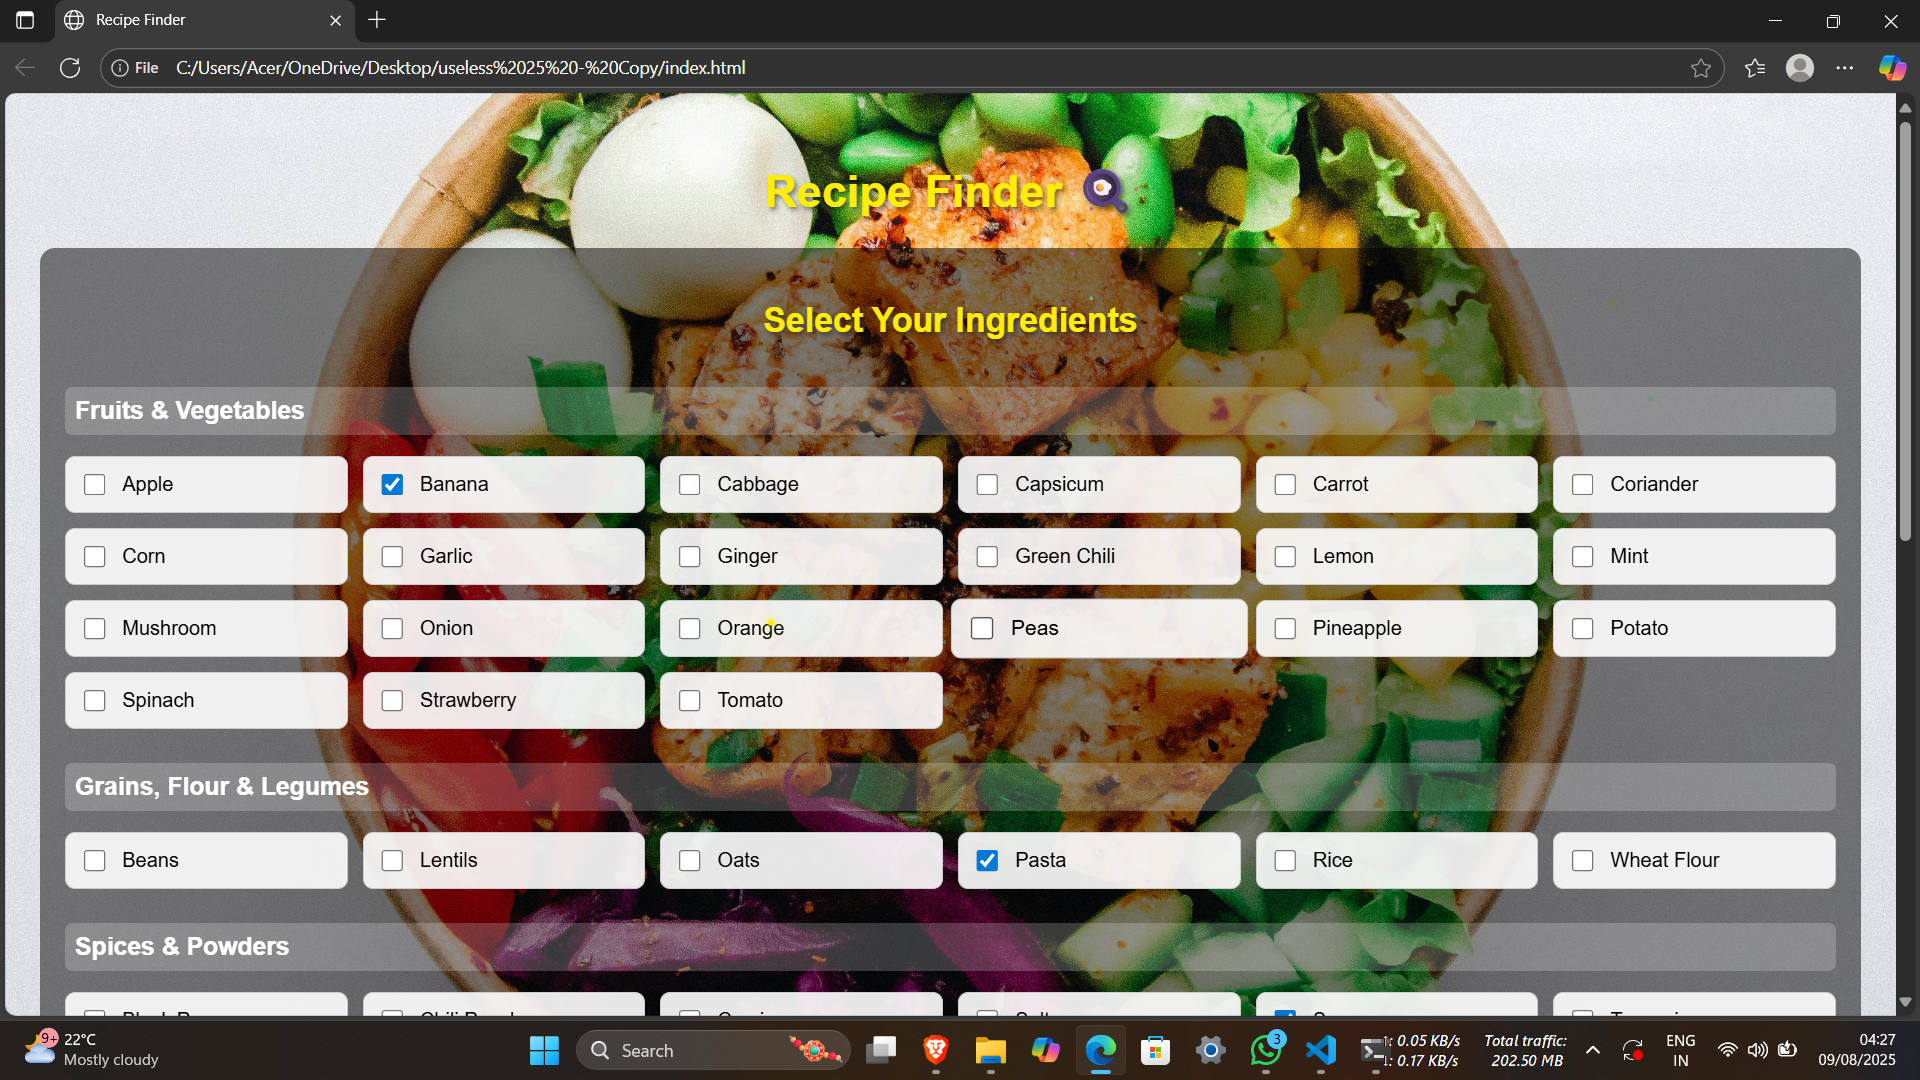 Recipe Finder
File C:/Users/Acer/OneDrive/Desktop/useless%2025%20-%20Copy/index.html
Recipe Finder
Select Your Ingredients
Fruits & Vegetables
Apple Banana Cabbage Capsicum Carrot Coriander
Corn Garlic Ginger Green Chili Lemon Mint
Mushroom Onion Orange Peas Pineapple Potato
Spinach Strawberry Tomato
Grains, Flour & Legumes
Beans Lentils Oats Pasta Rice Wheat Flour
Spices & Powders
9+ 22°C
Mostly cloudy
Search
3
: 0.05 KB/s
: 0.17 KB/s
Total traffic:
202.50 MB
ENG
IN
04:27
09/08/2025